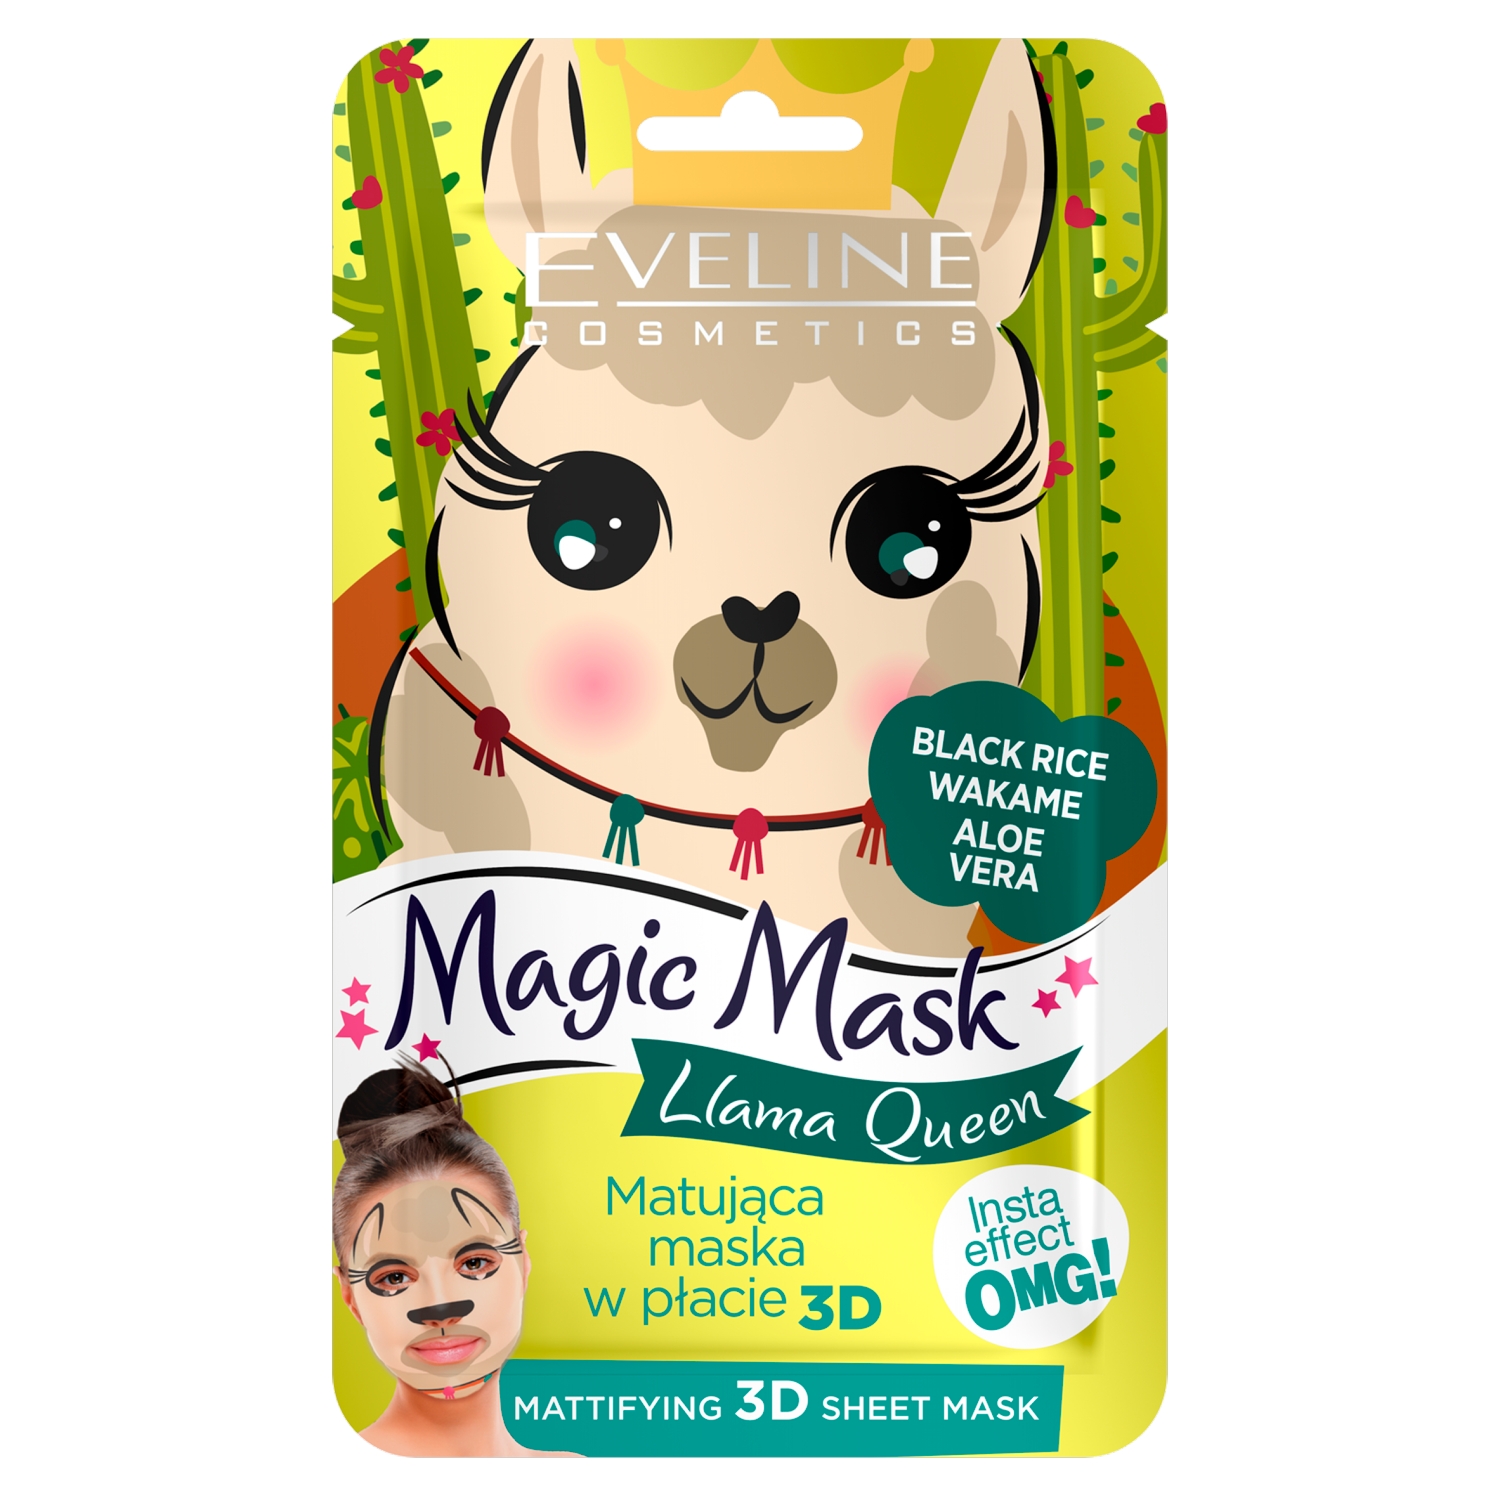 EVELINE
COSMETICS
BLACK RICE
WAKAME
ALOE
VERA
Magic Mask
Llama Queen
Matująca
maska
w płacie 3D
Insta
effect
OMG!
MATTIFYING 3D SHEET MASK